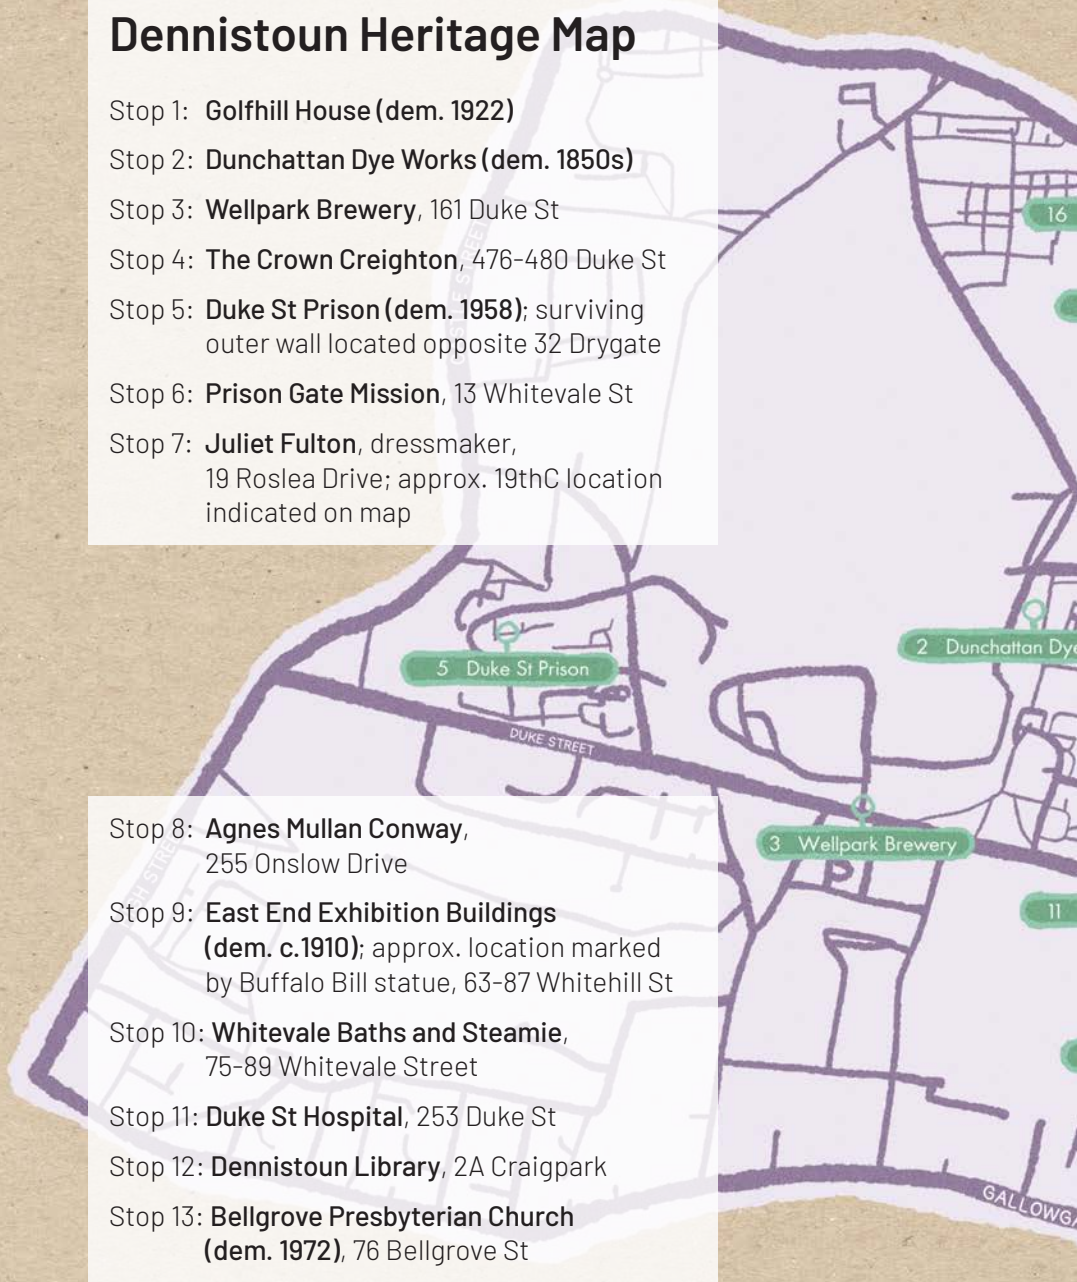 Dennistoun Heritage Map
Stop 1: Golfhill House (dem. 1922)
Stop 2: Dunchattan Dye Works (dem. 1850s)
Stop 3: Wellpark Brewery, 161 Duke St
Stop 4: The Crown Creighton, 476-480 Duke St
Stop 5: Duke St Prison (dem. 1958); surviving
outer wall located opposite 32 Drygate
Stop 6: Prison Gate Mission, 13 Whitevale St
Stop 7: Juliet Fulton, dressmaker,
19 Roslea Drive; approx. 19thC location
indicated on map
16
2 Dunchattan Dye
5 Duke St Prison
DUKE STREET
3 Wellpark Brewery
11
Stop 8: Agnes Mullan Conway,
255 Onslow Drive
Stop 9: East End Exhibition Buildings
(dem. c.1910); approx. location marked
by Buffalo Bill statue, 63-87 Whitehill St
Stop 10: Whitevale Baths and Steamie,
75-89 Whitevale Street
Stop 11: Duke St Hospital, 253 Duke St
Stop 12: Dennistoun Library, 2A Craigpark
Stop 13: Bellgrove Presbyterian Church
(dem. 1972), 76 Bellgrove St
GALLOWGA